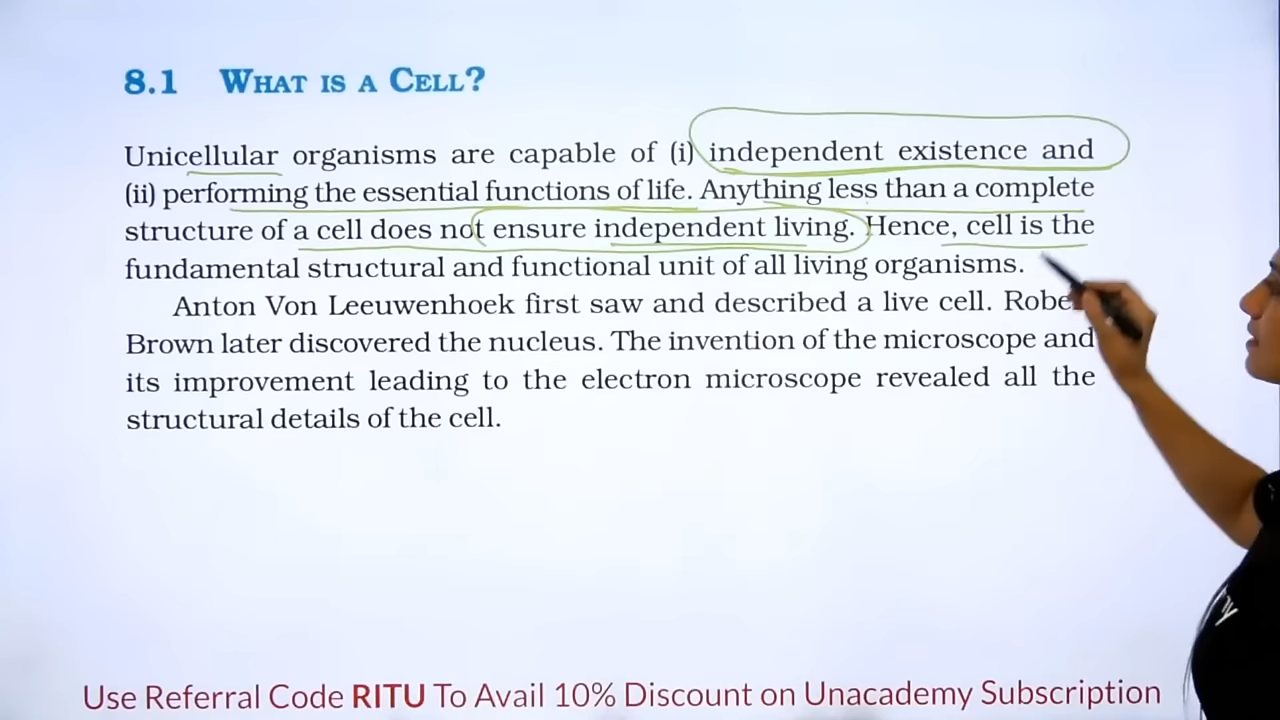 8.1 WHAT IS A CELL?
Unicellular organisms are capable of (i) independent existence and
(ii) performing the essential functions of life. Anything less than a complete
structure of a cell does not ensure independent living. Hence, cell is the
fundamental structural and functional unit of all living organisms.
Anton Von Leeuwenhoek first saw and described a live cell.
Brown later discovered the nucleus. The invention of the microscope and
its improvement leading to the electron microscope revealed all the
structural details of the cell.
Use Referral Code RITU To Avail 10% Discount on Unacademy Subscription